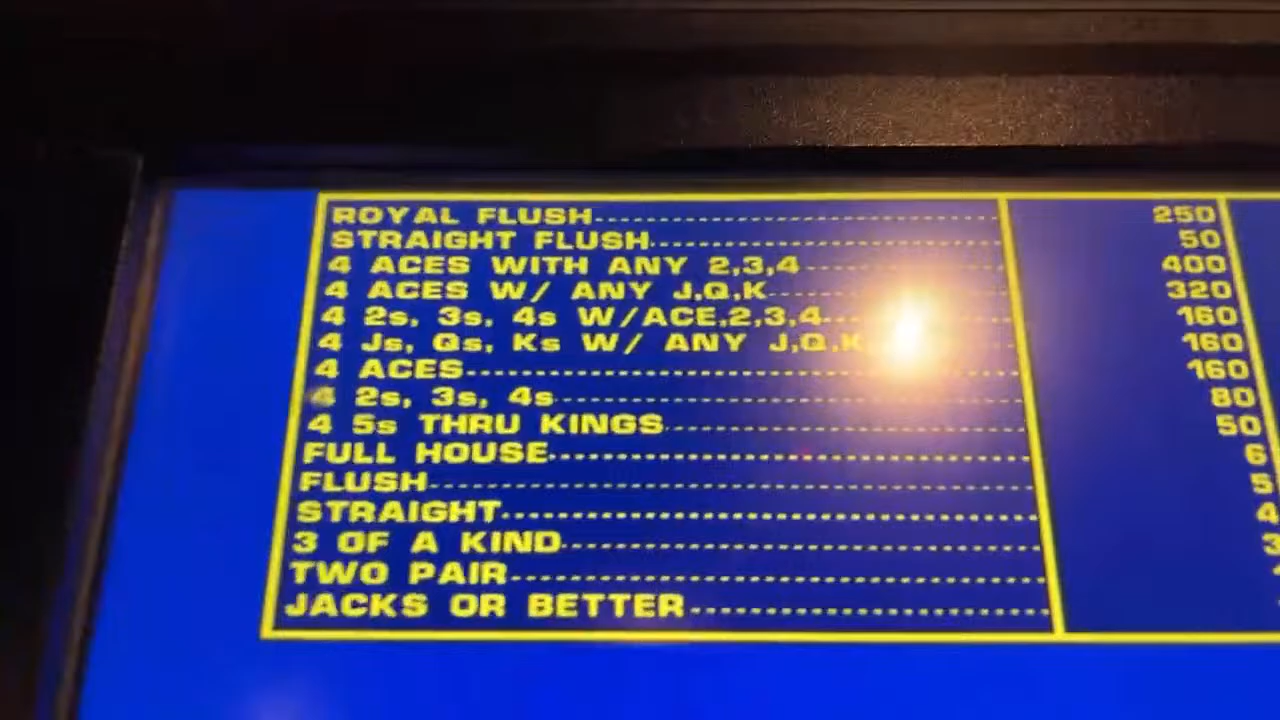 ROYAL FLUSH 250
STRAIGHT FLUSH 50
4 ACES WITH ANY 2,3,4 400
4 ACES W/ ANY J,Q,K 320
4 2s, 3s, 4s W/ACE,2,3,4 160
4 Js, Qs, Ks W/ ANY J,Q,K 160
4 ACES 160
4 2s, 3s, 4s 80
4 5s THRU KINGS 50
FULL HOUSE 6
FLUSH 5
STRAIGHT 4
3 OF A KIND 3
TWO PAIR
JACKS OR BETTER